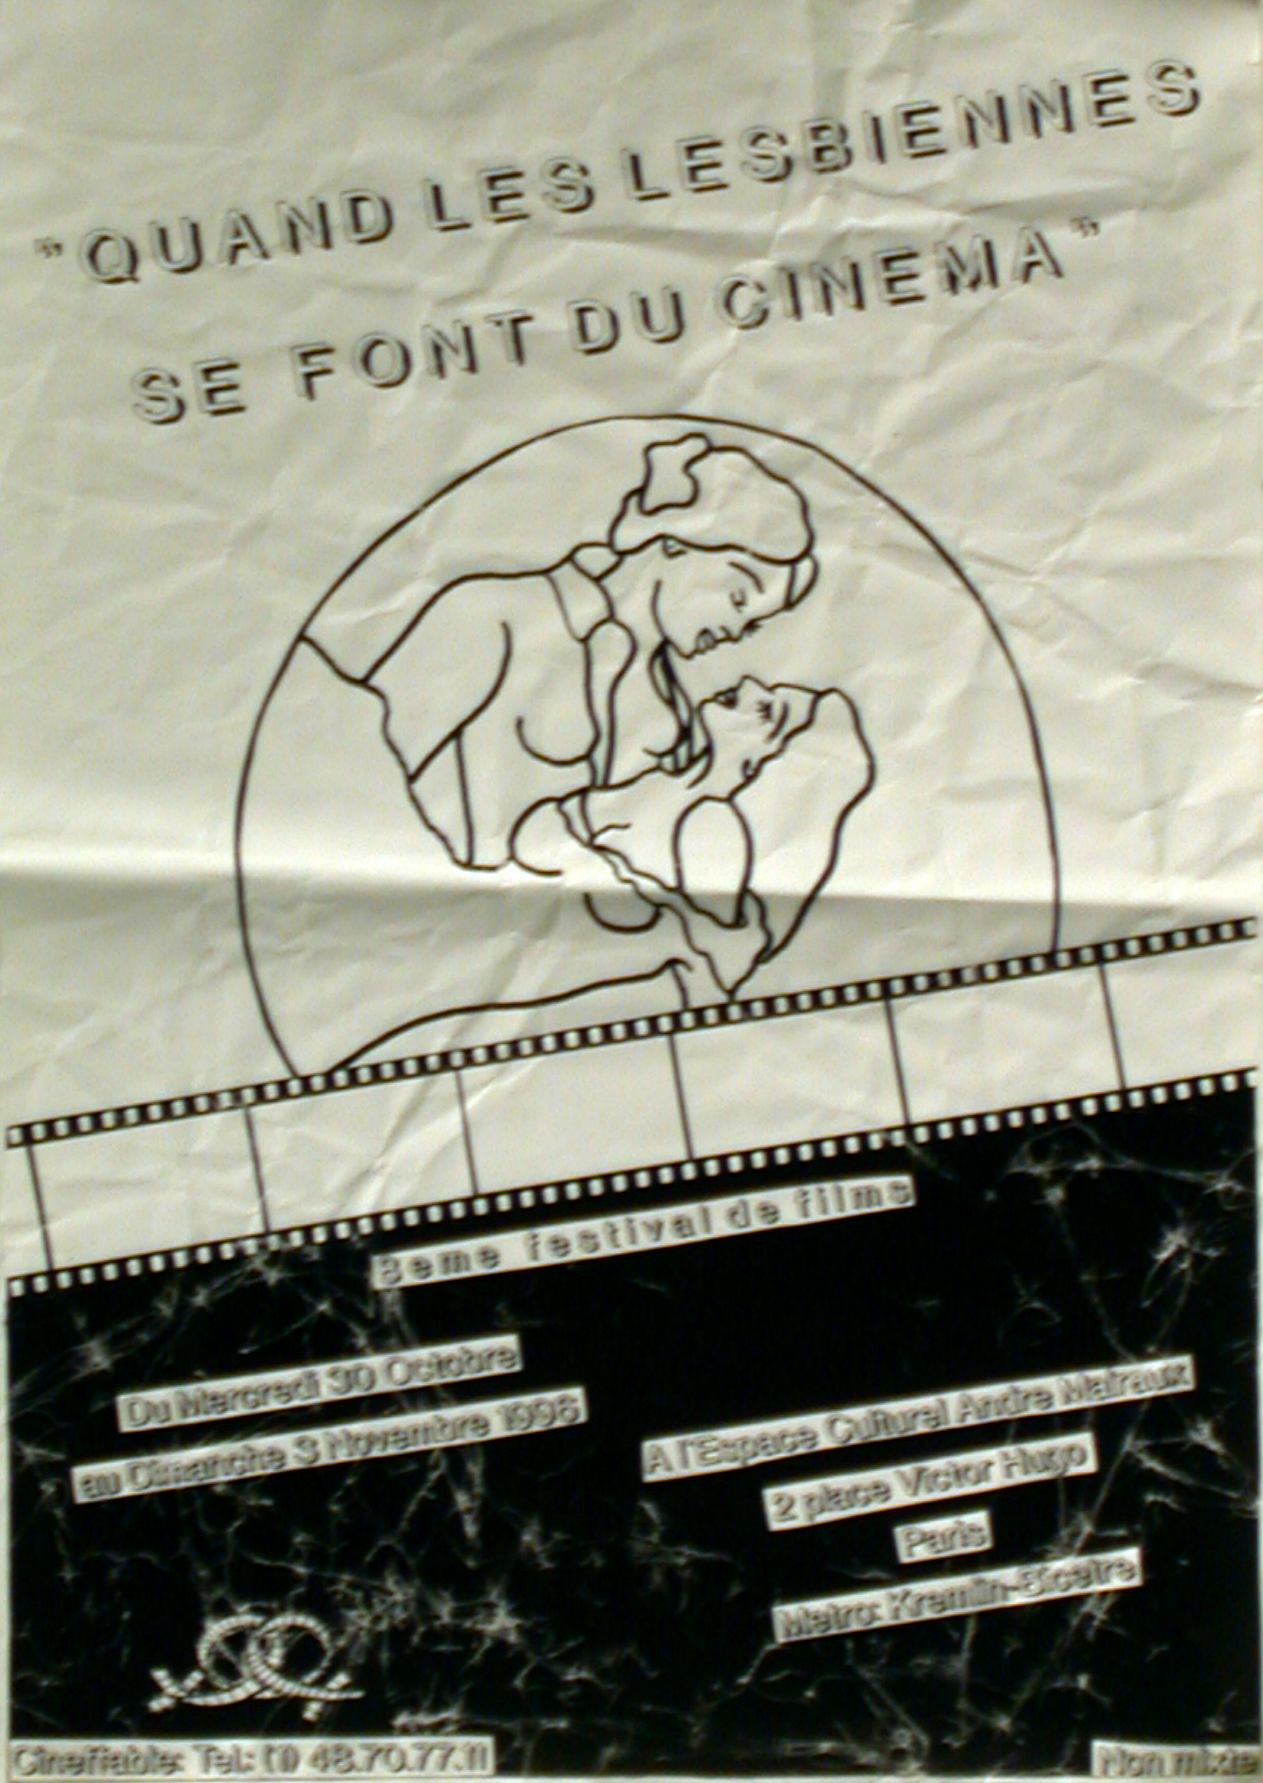 "QUAND LES LESBIENNES
SE FONT DU CINEMA"
8eme festival de films
Du Mercredi 30 Octobre
au Dimanche 3 Novembre 1996
A l'Espace Culturel Andre Malraux
2 place Victor Hugo
Paris
Metro: Kremlin-Bicetre
Cineffable: Tel: (1) 48.70.77.11
Non mixte